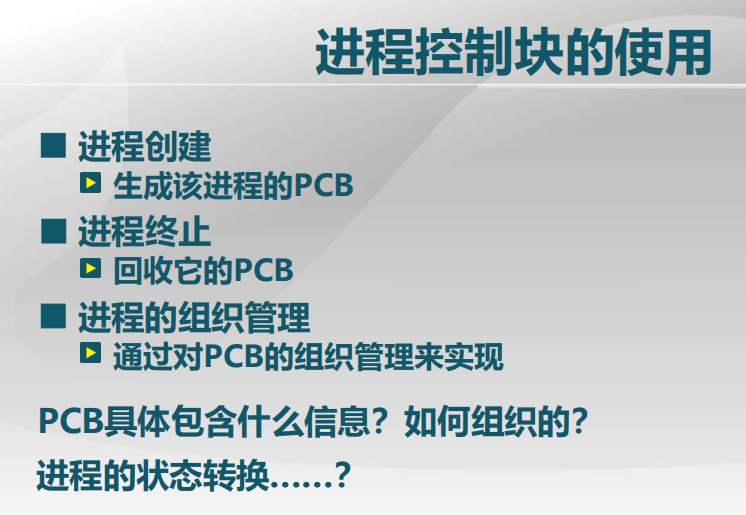 进程控制块的使用
进程创建
生成该进程的PCB
进程终止
回收它的PCB
进程的组织管理
通过对PCB的组织管理来实现
PCB具体包含什么信息？如何组织的？
进程的状态转换……？